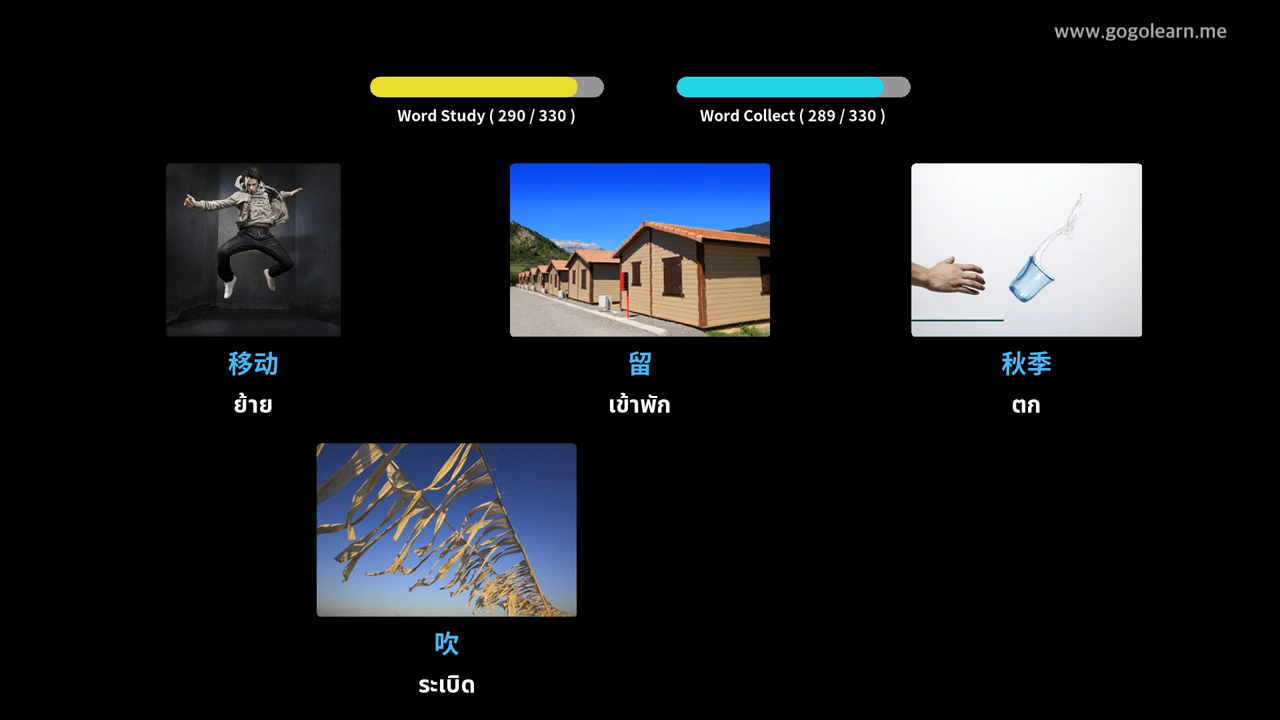 www.gogolearn.me
Word Study ( 290 / 330 )
Word Collect ( 289 / 330 )
移动
ย้าย
留
เข้าพัก
秋季
ตก
吹
ระเบิด